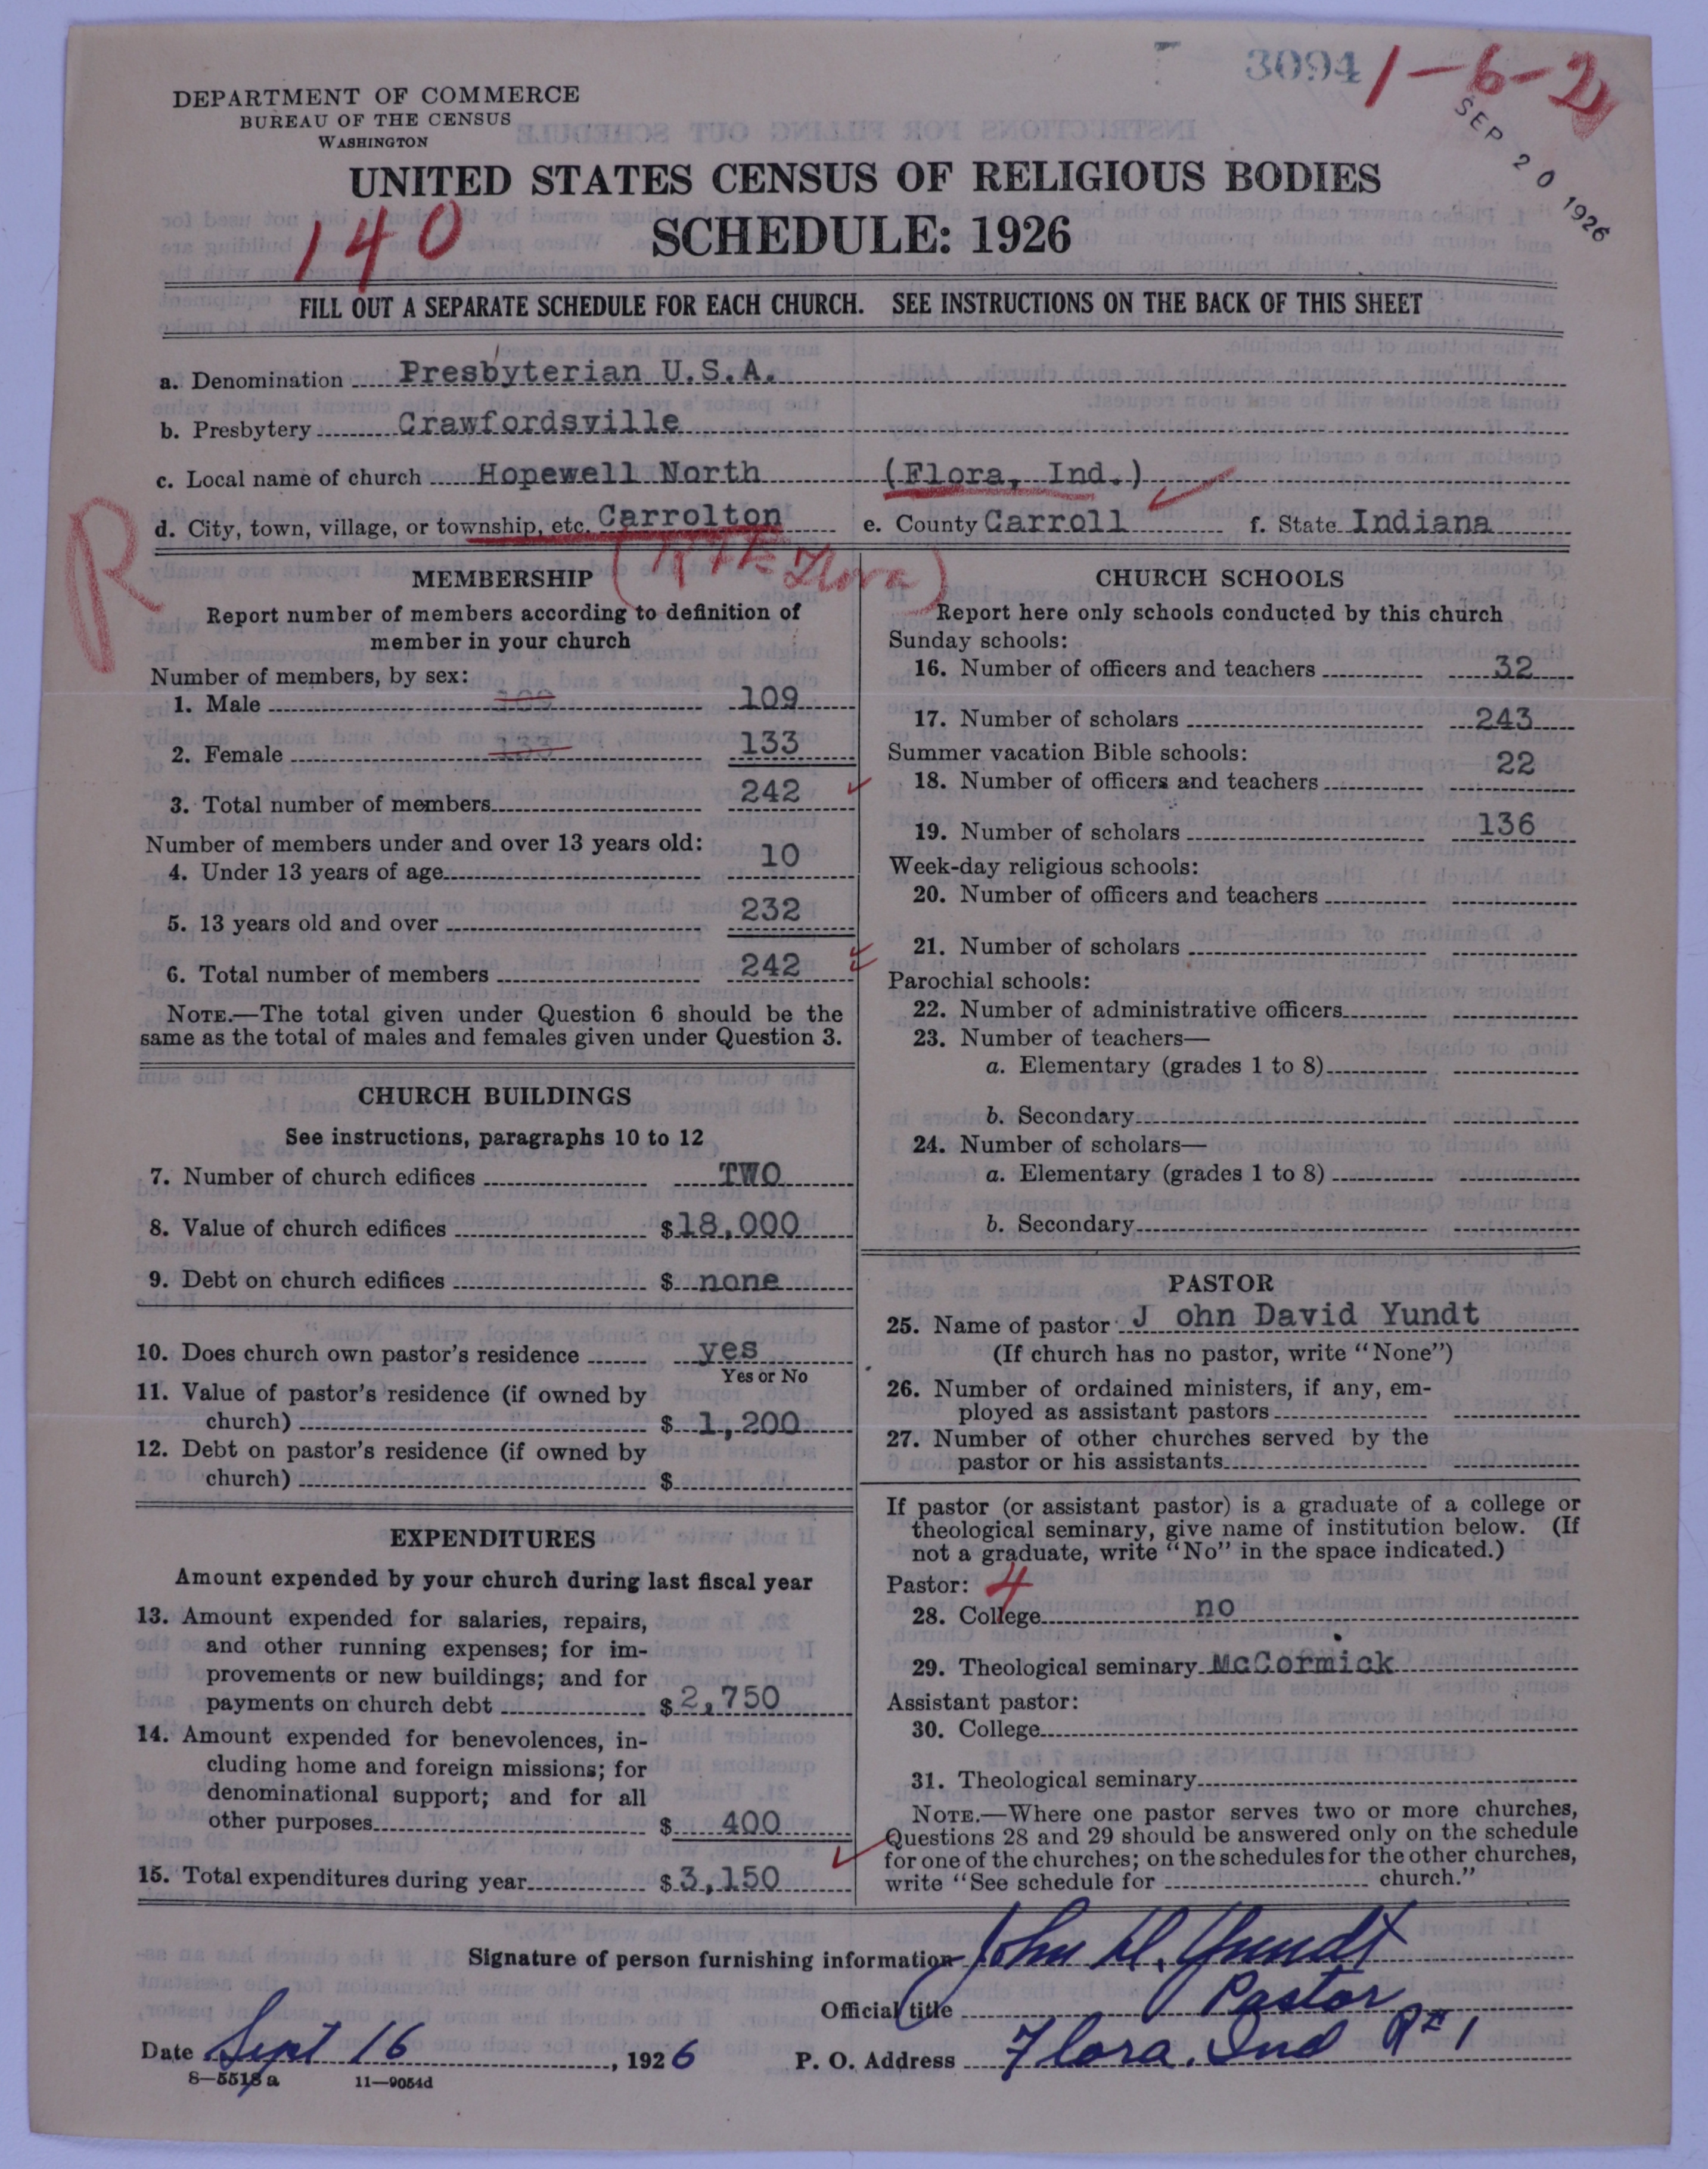 3094
1-6-2
SEP 20 1926
DEPARTMENT OF COMMERCE
BUREAU OF THE CENSUS
WASHINGTON
UNITED STATES CENSUS OF RELIGIOUS BODIES
140
SCHEDULE: 1926
FILL OUT A SEPARATE SCHEDULE FOR EACH CHURCH. SEE INSTRUCTIONS ON THE BACK OF THIS SHEET
a. Denomination Presbyterian U.S.A.
b. Presbytery Crawfordsville
c. Local name of church Hopewell North (Flora, Ind.)
d. City, town, village, or township, etc. Carrolton e. County Carroll f. State Indiana
R
Flora)
MEMBERSHIP
Report number of members according to definition of
member in your church
Number of members, by sex:
1. Male 109 109
2. Female 133 133
3. Total number of members 242
Number of members under and over 13 years old:
4. Under 13 years of age 10
5. 13 years old and over 232
6. Total number of members 242
NOTE.—The total given under Question 6 should be the
same as the total of males and females given under Question 3.
CHURCH BUILDINGS
See instructions, paragraphs 10 to 12
7. Number of church edifices TWO
8. Value of church edifices $18,000
9. Debt on church edifices $ none
10. Does church own pastor's residence yes
Yes or No
11. Value of pastor's residence (if owned by
church) $ 1,200
12. Debt on pastor's residence (if owned by
church) $
EXPENDITURES
Amount expended by your church during last fiscal year
13. Amount expended for salaries, repairs,
and other running expenses; for im-
provements or new buildings; and for
payments on church debt $2,750
14. Amount expended for benevolences, in-
cluding home and foreign missions; for
denominational support; and for all
other purposes $ 400
15. Total expenditures during year $3,150
CHURCH SCHOOLS
Report here only schools conducted by this church
Sunday schools:
16. Number of officers and teachers 32
17. Number of scholars 243
Summer vacation Bible schools:
18. Number of officers and teachers 22
19. Number of scholars 136
Week-day religious schools:
20. Number of officers and teachers
21. Number of scholars
Parochial schools:
22. Number of administrative officers
23. Number of teachers—
a. Elementary (grades 1 to 8)
b. Secondary
24. Number of scholars—
a. Elementary (grades 1 to 8)
b. Secondary
PASTOR
25. Name of pastor J ohn David Yundt
(If church has no pastor, write "None")
26. Number of ordained ministers, if any, em-
ployed as assistant pastors
27. Number of other churches served by the
pastor or his assistants
If pastor (or assistant pastor) is a graduate of a college or
theological seminary, give name of institution below. (If
not a graduate, write "No" in the space indicated.)
Pastor: 4
28. College no
29. Theological seminary McCormick
Assistant pastor:
30. College
31. Theological seminary
NOTE.—Where one pastor serves two or more churches,
Questions 28 and 29 should be answered only on the schedule
for one of the churches; on the schedules for the other churches,
write "See schedule for church."
Signature of person furnishing information John D. Yundt
Official title Pastor
Date Sept 16, 1926 P. O. Address Flora, Ind R#1
8—5518 a 11—9054d